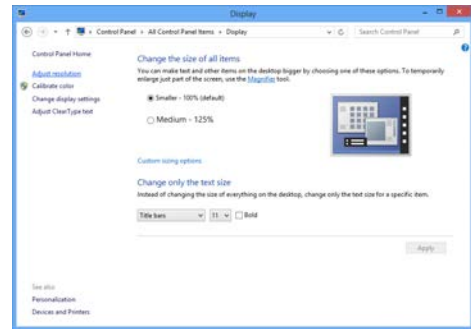 Display
Control Panel ▸ All Control Panel Items ▸ Display
Search Control Panel
Control Panel Home
Adjust resolution
Calibrate color
Change display settings
Adjust ClearType text
Change the size of all items
You can make text and other items on the desktop bigger by choosing one of these options. To temporarily
enlarge just part of the screen, use the Magnifier tool.
Smaller - 100% (default)
Medium - 125%
Custom sizing options
Change only the text size
Instead of changing the size of everything on the desktop, change only the text size for a specific item.
Title bars 11 Bold
Apply
See also
Personalization
Devices and Printers